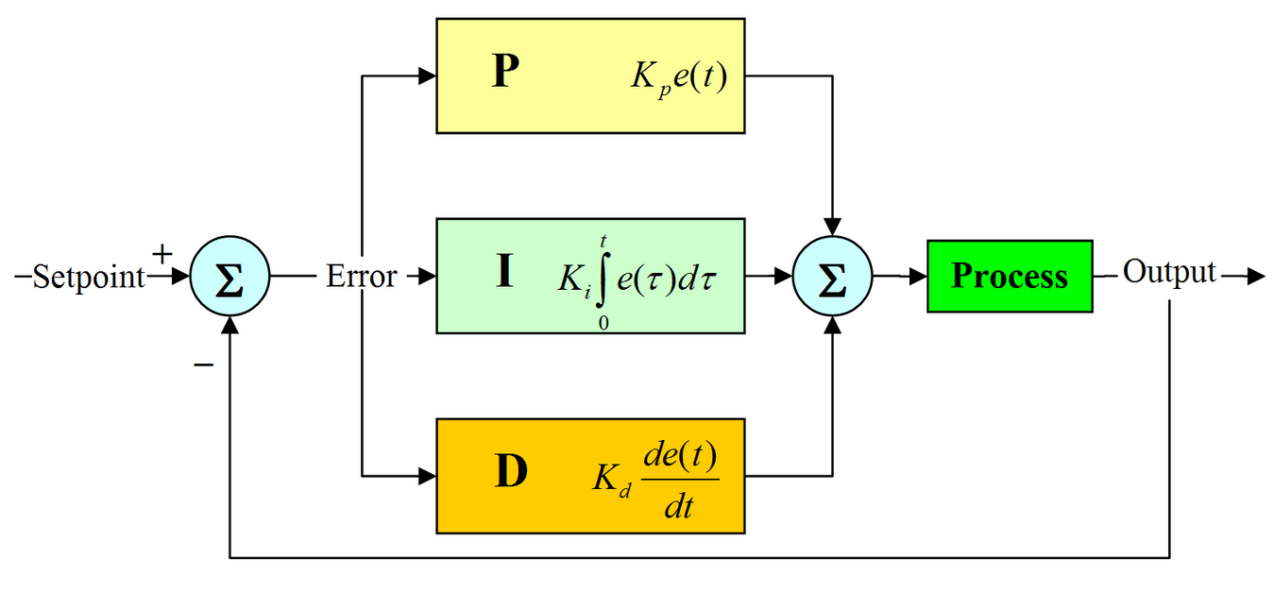 P K_p e(t)
+
–Setpoint
Σ
Error
I K_i ∫_0^t e(τ)dτ
Σ
Process
Output
–
D K_d de(t)/dt